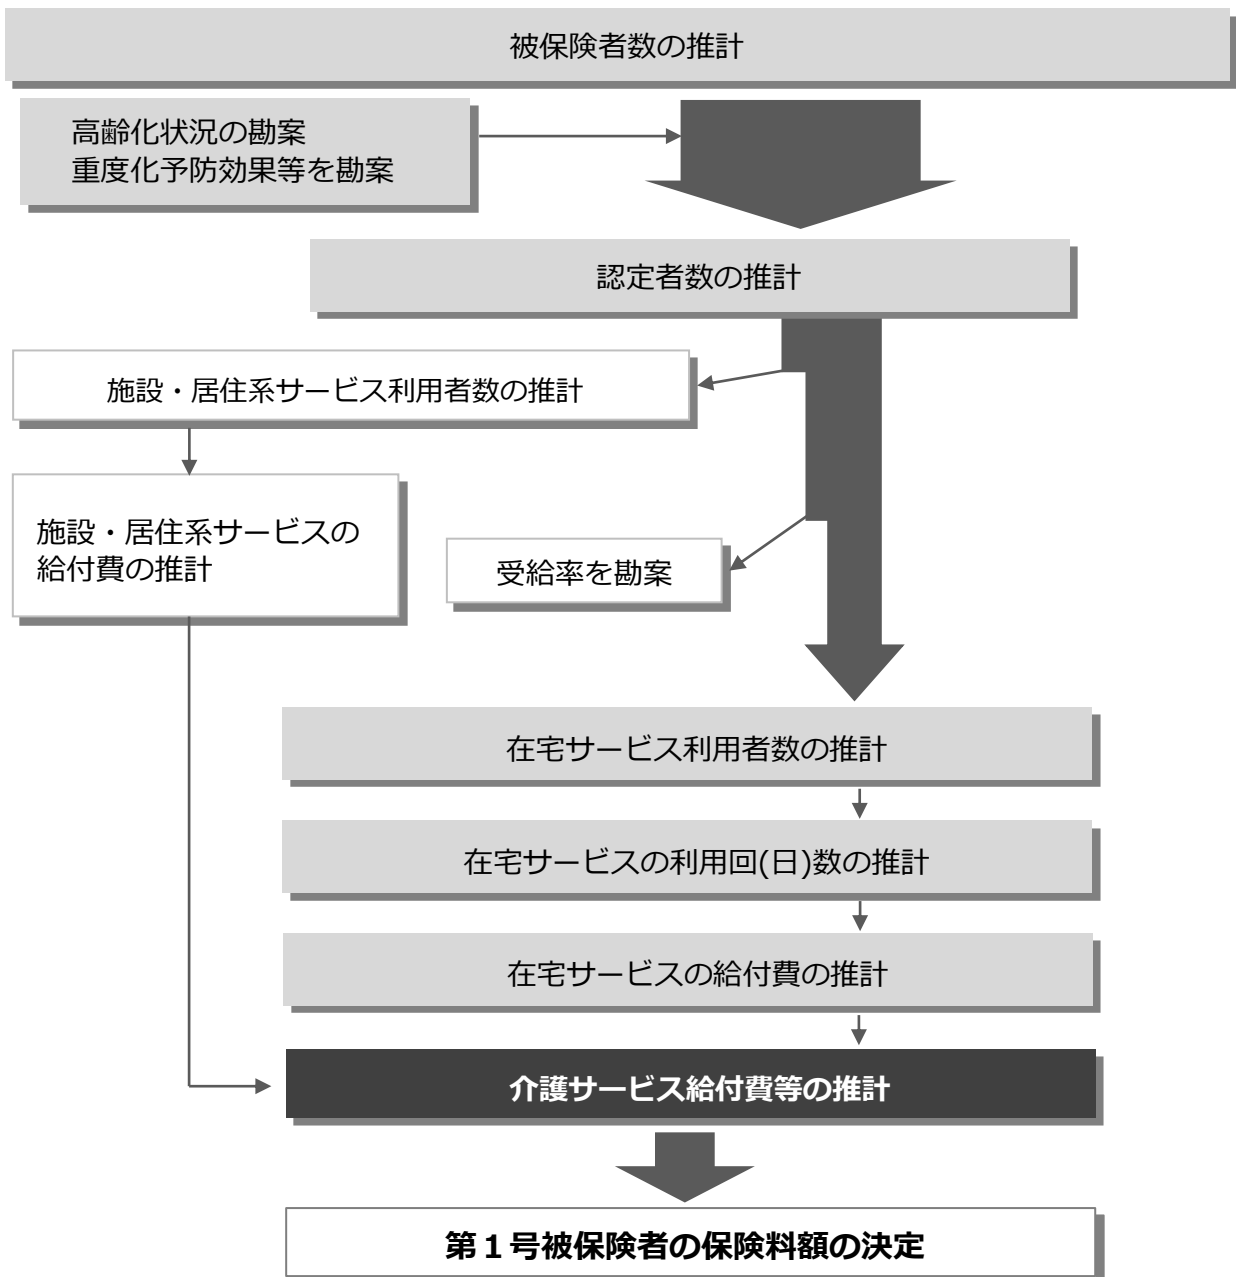 被保険者数の推計
高齢化状況の勘案
重度化予防効果等を勘案
認定者数の推計
施設・居住系サービス利用者数の推計
施設・居住系サービスの
給付費の推計
受給率を勘案
在宅サービス利用者数の推計
在宅サービスの利用回(日)数の推計
在宅サービスの給付費の推計
介護サービス給付費等の推計
第１号被保険者の保険料額の決定